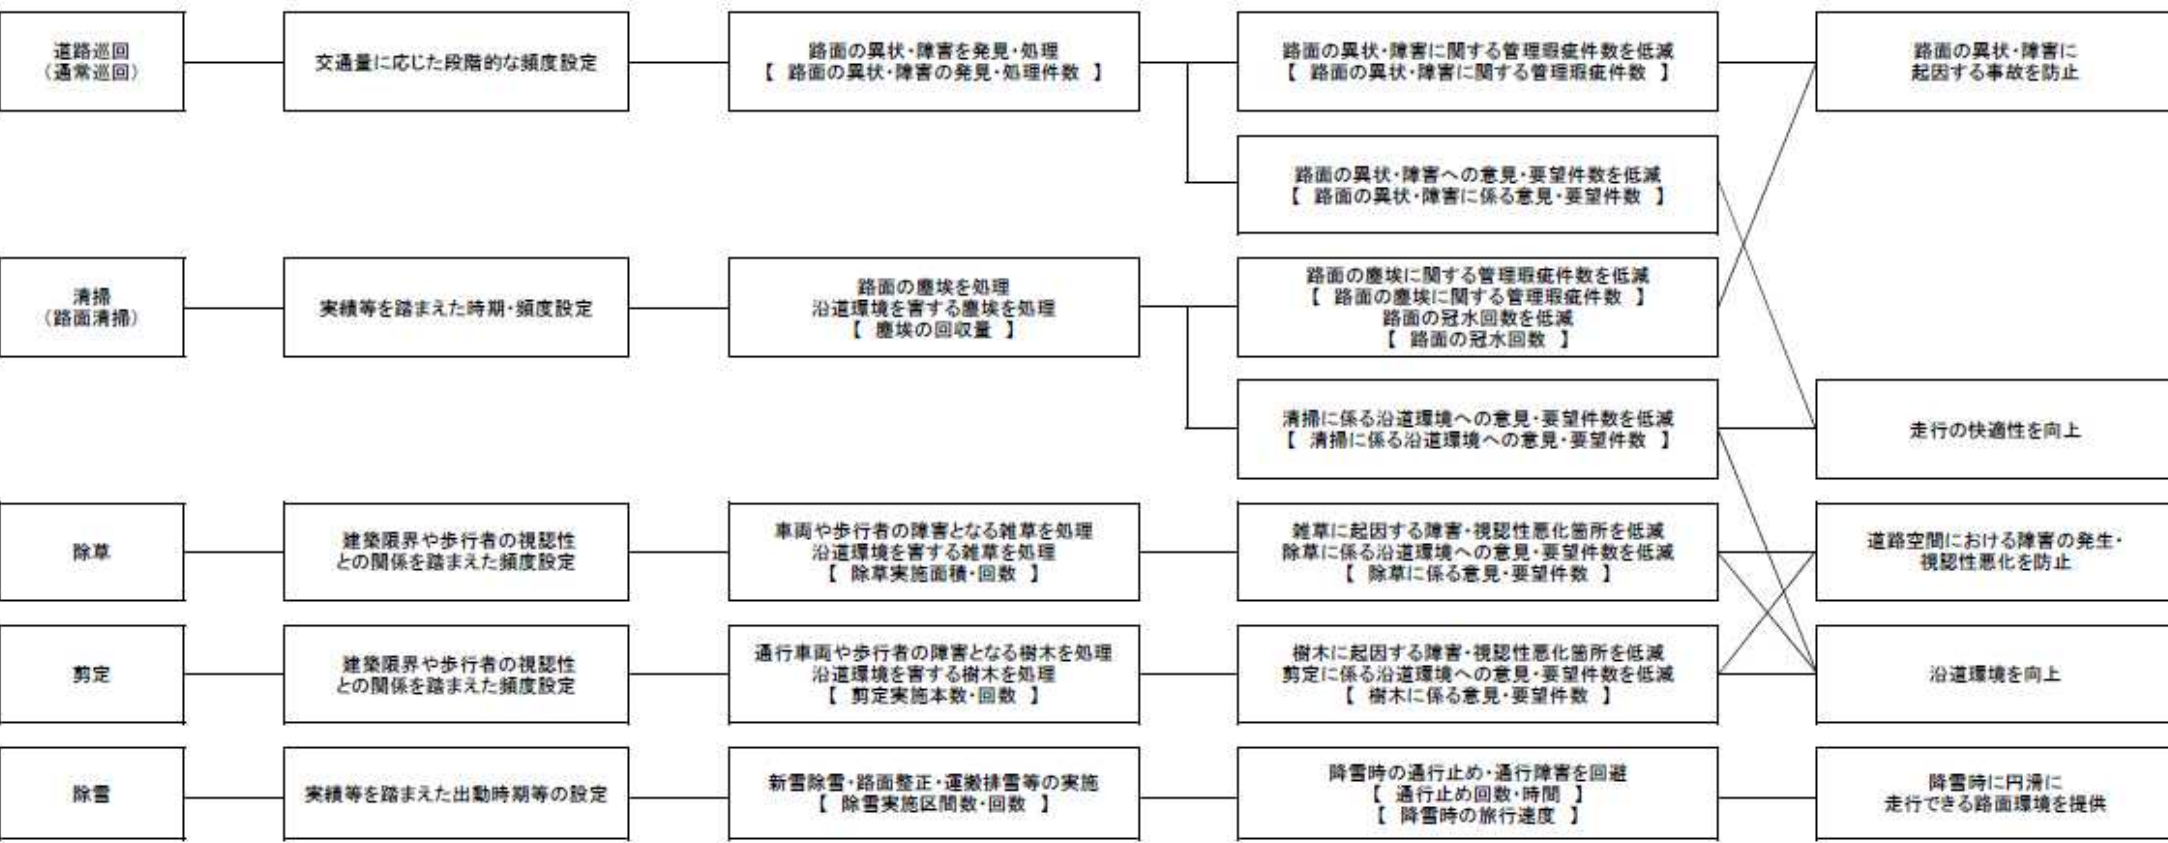 道路巡回
（通常巡回）
交通量に応じた段階的な頻度設定
路面の異状・障害を発見・処理
【 路面の異状・障害の発見・処理件数 】
路面の異状・障害に関する管理瑕疵件数を低減
【 路面の異状・障害に関する管理瑕疵件数 】
路面の異状・障害に
起因する事故を防止
路面の異状・障害への意見・要望件数を低減
【 路面の異状・障害に係る意見・要望件数 】
清掃
（路面清掃）
実績等を踏まえた時期・頻度設定
路面の塵埃を処理
沿道環境を害する塵埃を処理
【 塵埃の回収量 】
路面の塵埃に関する管理瑕疵件数を低減
【 路面の塵埃に関する管理瑕疵件数 】
路面の冠水回数を低減
【 路面の冠水回数 】
清掃に係る沿道環境への意見・要望件数を低減
【 清掃に係る沿道環境への意見・要望件数 】
走行の快適性を向上
除草
建築限界や歩行者の視認性
との関係を踏まえた頻度設定
車両や歩行者の障害となる雑草を処理
沿道環境を害する雑草を処理
【 除草実施面積・回数 】
雑草に起因する障害・視認性悪化箇所を低減
除草に係る沿道環境への意見・要望件数を低減
【 除草に係る意見・要望件数 】
道路空間における障害の発生・
視認性悪化を防止
剪定
建築限界や歩行者の視認性
との関係を踏まえた頻度設定
通行車両や歩行者の障害となる樹木を処理
沿道環境を害する樹木を処理
【 剪定実施本数・回数 】
樹木に起因する障害・視認性悪化箇所を低減
剪定に係る沿道環境への意見・要望件数を低減
【 樹木に係る意見・要望件数 】
沿道環境を向上
除雪
実績等を踏まえた出動時期等の設定
新雪除雪・路面整正・運搬排雪等の実施
【 除雪実施区間数・回数 】
降雪時の通行止め・通行障害を回避
【 通行止め回数・時間 】
【 降雪時の旅行速度 】
降雪時に円滑に
走行できる路面環境を提供